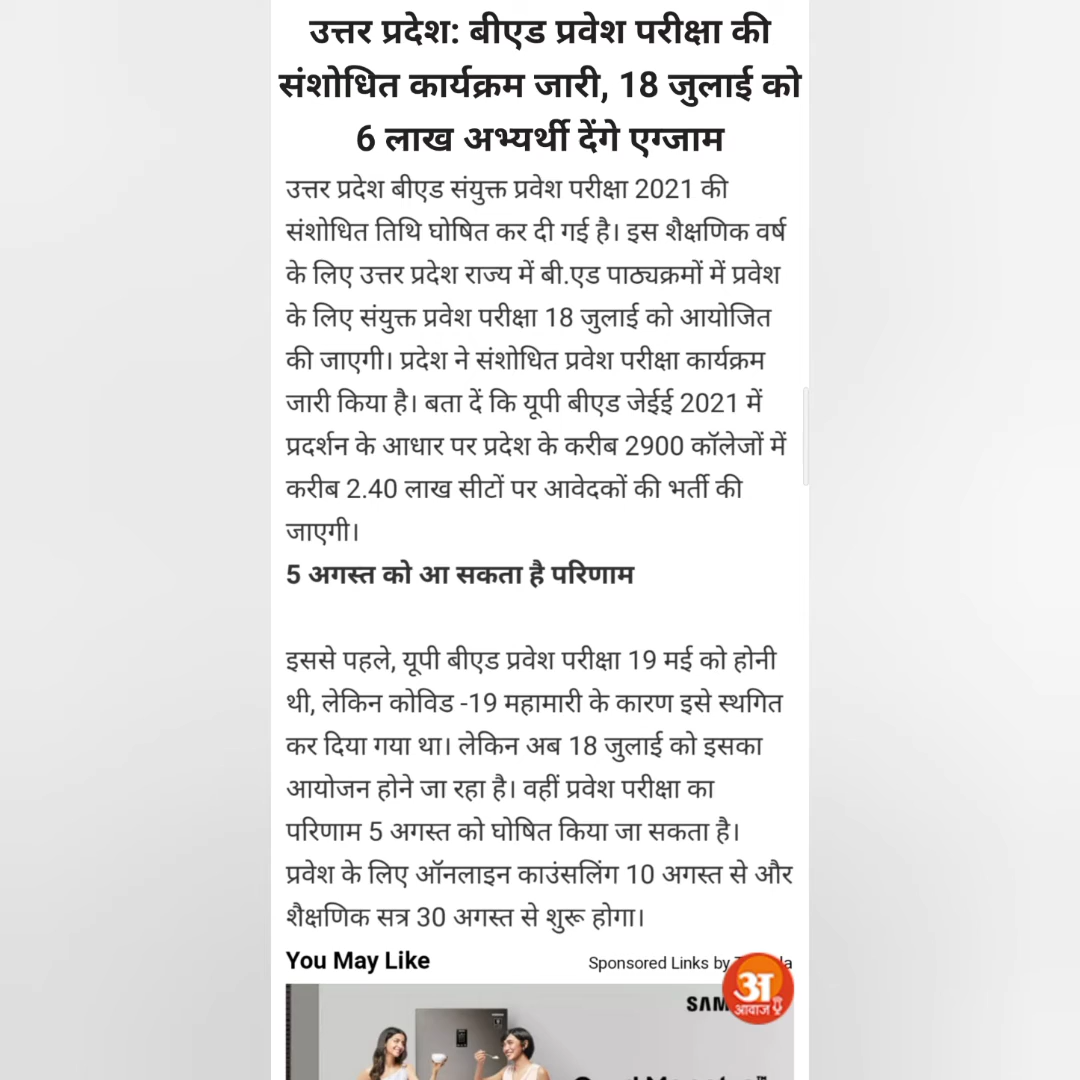 उत्तर प्रदेश: बीएड प्रवेश परीक्षा की
संशोधित कार्यक्रम जारी, 18 जुलाई को
6 लाख अभ्यर्थी देंगे एग्जाम
उत्तर प्रदेश बीएड संयुक्त प्रवेश परीक्षा 2021 की
संशोधित तिथि घोषित कर दी गई है। इस शैक्षणिक वर्ष
के लिए उत्तर प्रदेश राज्य में बी.एड पाठ्यक्रमों में प्रवेश
के लिए संयुक्त प्रवेश परीक्षा 18 जुलाई को आयोजित
की जाएगी। प्रदेश ने संशोधित प्रवेश परीक्षा कार्यक्रम
जारी किया है। बता दें कि यूपी बीएड जेईई 2021 में
प्रदर्शन के आधार पर प्रदेश के करीब 2900 कॉलेजों में
करीब 2.40 लाख सीटों पर आवेदकों की भर्ती की
जाएगी।
5 अगस्त को आ सकता है परिणाम
इससे पहले, यूपी बीएड प्रवेश परीक्षा 19 मई को होनी
थी, लेकिन कोविड -19 महामारी के कारण इसे स्थगित
कर दिया गया था। लेकिन अब 18 जुलाई को इसका
आयोजन होने जा रहा है। वहीं प्रवेश परीक्षा का
परिणाम 5 अगस्त को घोषित किया जा सकता है।
प्रवेश के लिए ऑनलाइन काउंसलिंग 10 अगस्त से और
शैक्षणिक सत्र 30 अगस्त से शुरू होगा।
You May Like
Sponsored Links by
अ
आवाज